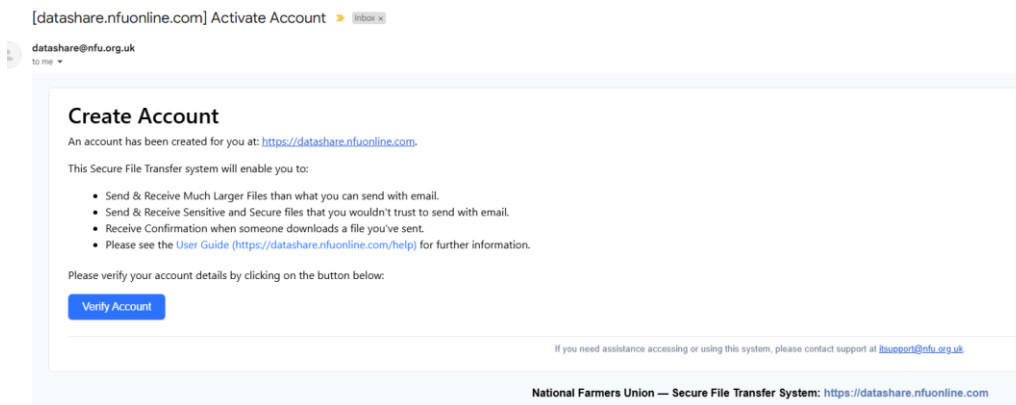 [datashare.nfuonline.com] Activate Account Inbox x
datashare@nfu.org.uk
to me
Create Account
An account has been created for you at: https://datashare.nfuonline.com.
This Secure File Transfer system will enable you to:
• Send & Receive Much Larger Files than what you can send with email.
• Send & Receive Sensitive and Secure files that you wouldn't trust to send with email.
• Receive Confirmation when someone downloads a file you've sent.
• Please see the User Guide (https://datashare.nfuonline.com/help) for further information.
Please verify your account details by clicking on the button below:
Verify Account
If you need assistance accessing or using this system, please contact support at itsupport@nfu.org.uk
National Farmers Union — Secure File Transfer System: https://datashare.nfuonline.com